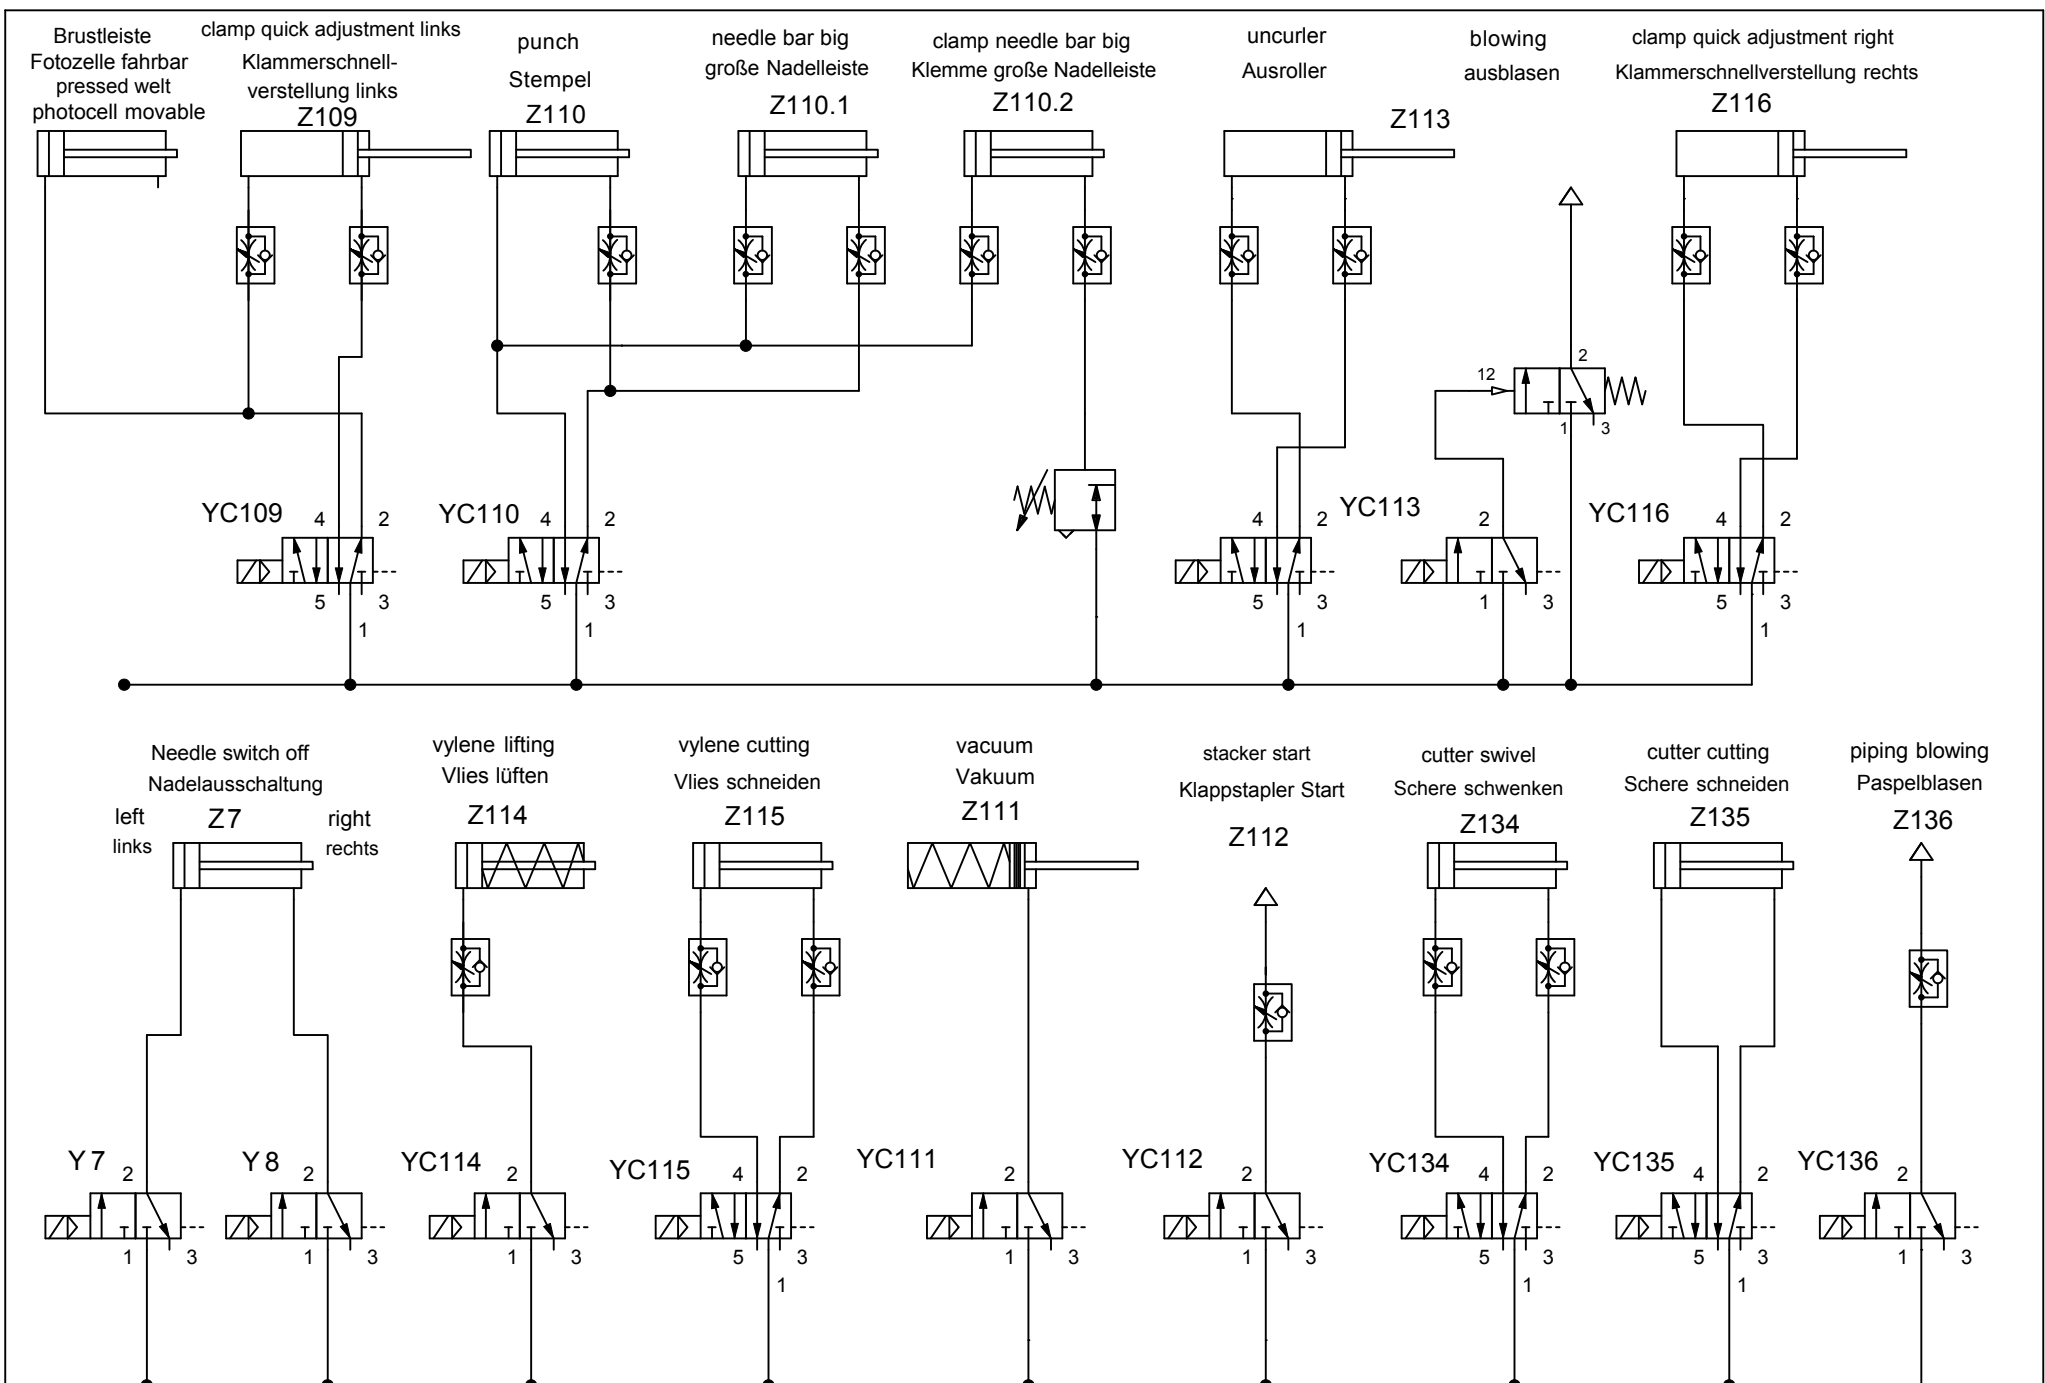 Brustleiste
Fotozelle fahrbar
pressed welt
photocell movable
clamp quick adjustment links
Klammerschnell-
verstellung links
Z109
punch
Stempel
Z110
needle bar big
große Nadelleiste
Z110.1
clamp needle bar big
Klemme große Nadelleiste
Z110.2
uncurler
Ausroller
Z113
blowing
ausblasen
clamp quick adjustment right
Klammerschnellverstellung rechts
Z116
2
12
1 3
YC109 4 2
5 3
1
YC110 4 2
5 3
1
4 2
5 3
1
YC113 2
1 3
YC116 4 2
5 3
1
Needle switch off
Nadelausschaltung
left
links
Z7
right
rechts
vylene lifting
Vlies lüften
Z114
vylene cutting
Vlies schneiden
Z115
vacuum
Vakuum
Z111
stacker start
Klappstapler Start
Z112
cutter swivel
Schere schwenken
Z134
cutter cutting
Schere schneiden
Z135
piping blowing
Paspelblasen
Z136
Y 7 2
1 3
Y 8 2
1 3
YC114 2
1 3
YC115 4 2
5 3
1
YC111 2
1 3
YC112 2
1 3
YC134 4 2
5 3
1
YC135 4 2
5 3
1
YC136 2
1 3